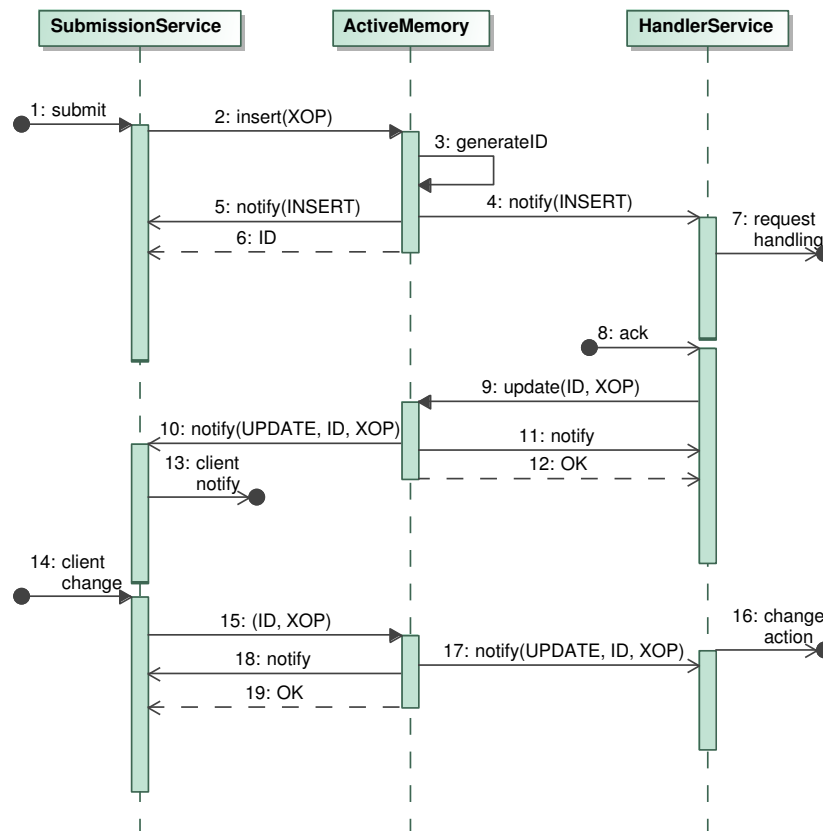 SubmissionService ActiveMemory HandlerService
1: submit
2: insert(XOP)
3: generateID
5: notify(INSERT)
4: notify(INSERT)
7: request
handling
6: ID
8: ack
9: update(ID, XOP)
10: notify(UPDATE, ID, XOP)
11: notify
13: client
notify
12: OK
14: client
change
15: (ID, XOP)
16: change
action
17: notify(UPDATE, ID, XOP)
18: notify
19: OK